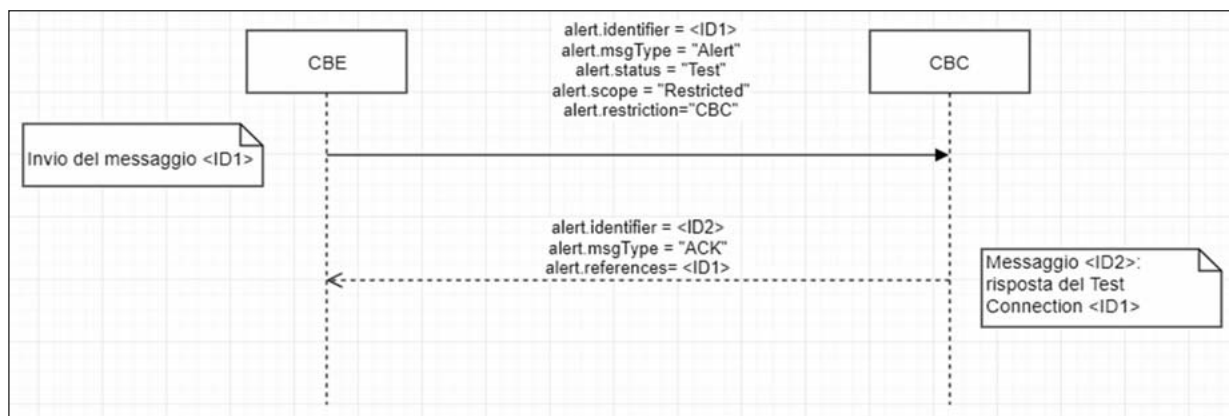 CBE
alert.identifier = <ID1>
alert.msgType = "Alert"
alert.status = "Test"
alert.scope = "Restricted"
alert.restriction="CBC"
CBC
Invio del messaggio <ID1>
alert.identifier = <ID2>
alert.msgType = "ACK"
alert.references= <ID1>
Messaggio <ID2>:
risposta del Test
Connection <ID1>